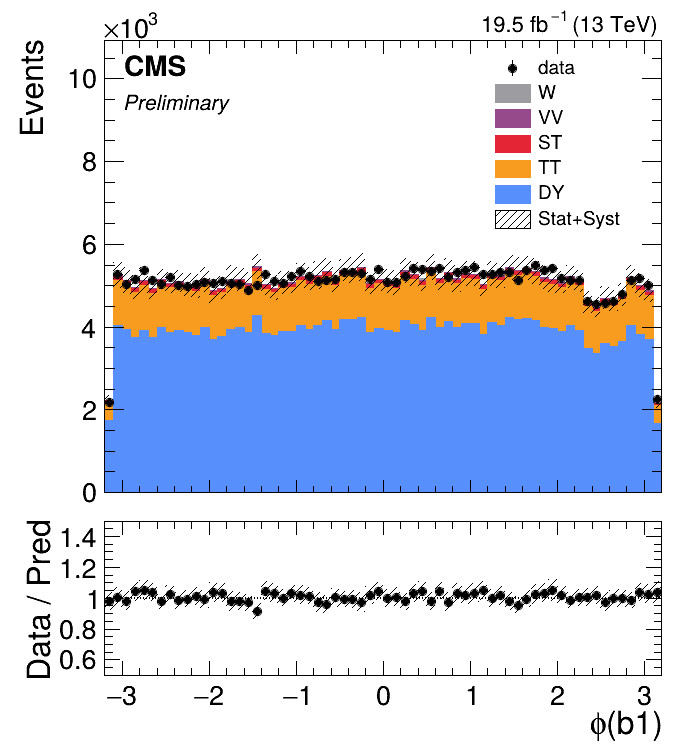 ×10³ 19.5 fb⁻¹ (13 TeV)
CMS
Preliminary
Events
data
W
VV
ST
TT
DY
Stat+Syst
10
8
6
4
2
0
Data / Pred
1.4
1.2
1
0.8
0.6
−3 −2 −1 0 1 2 3
ϕ(b1)